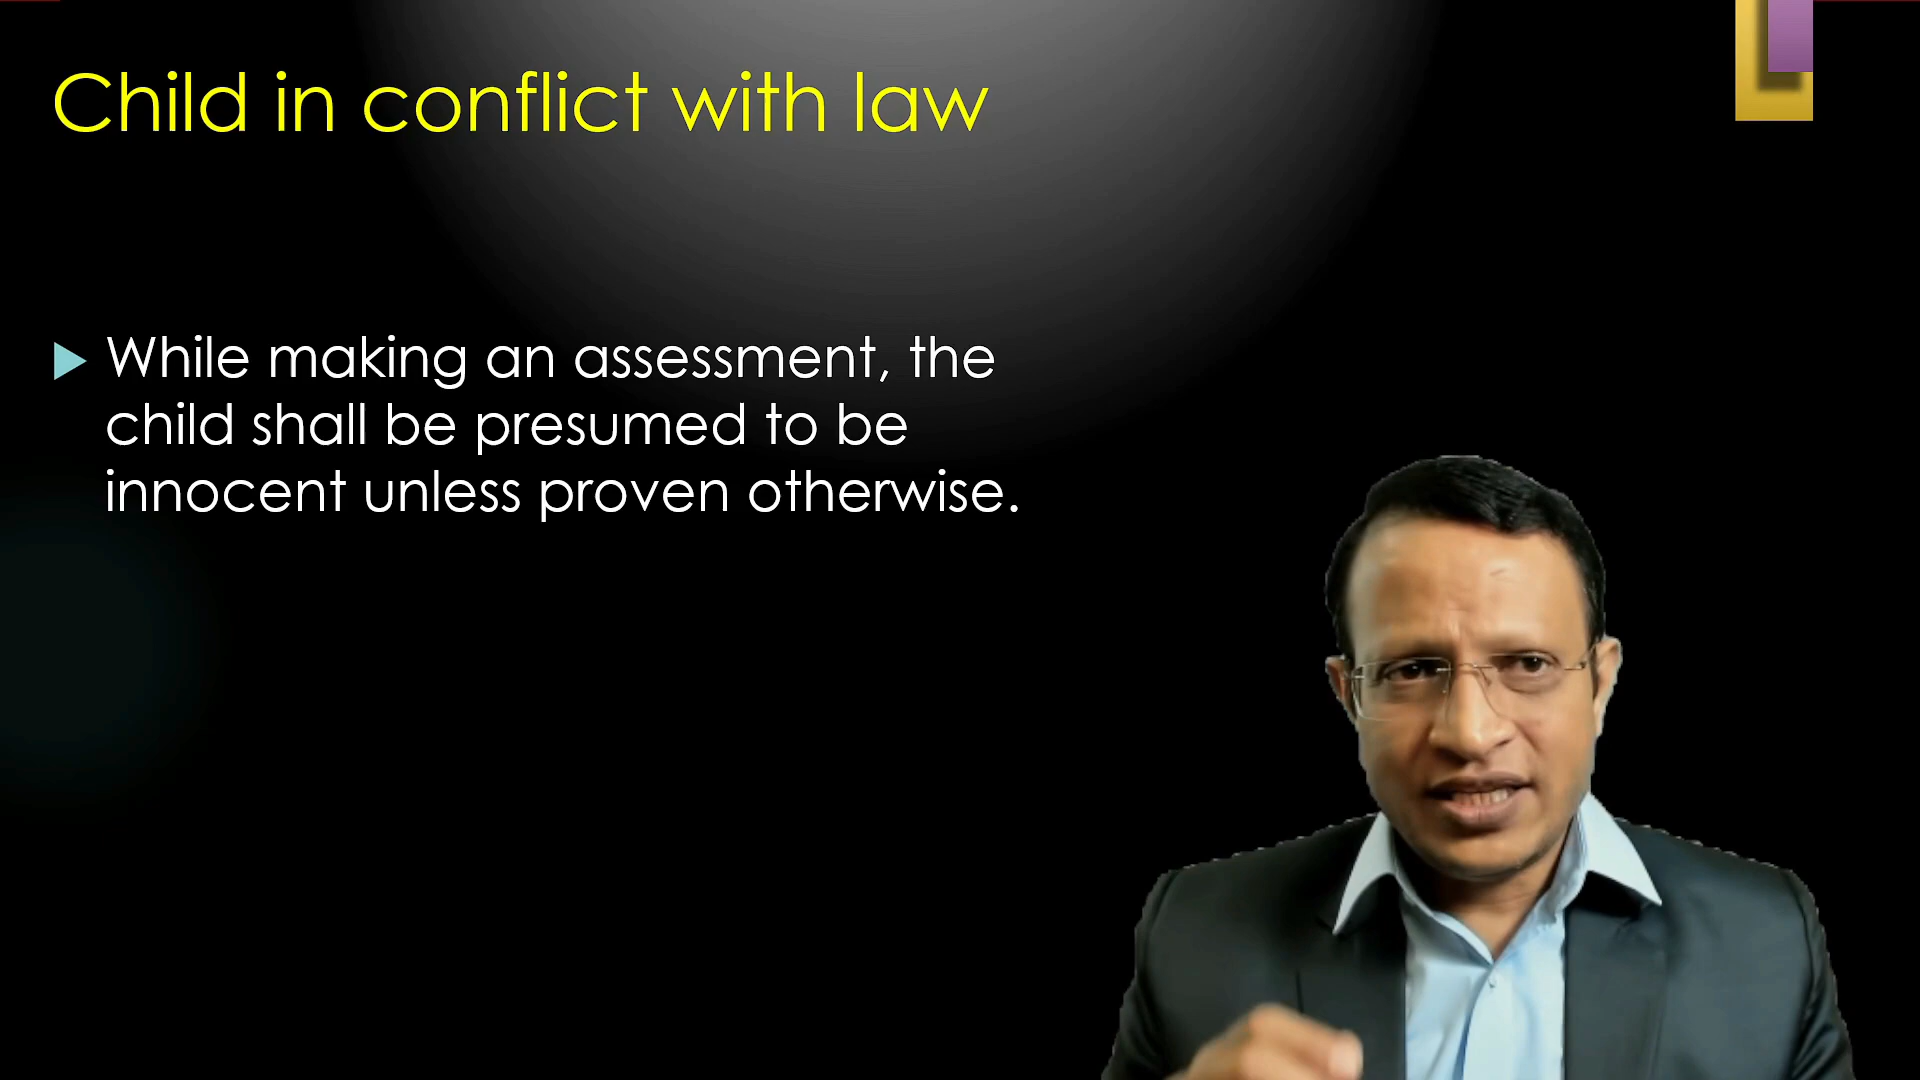 Child in conflict with law
While making an assessment, the
child shall be presumed to be
innocent unless proven otherwise.